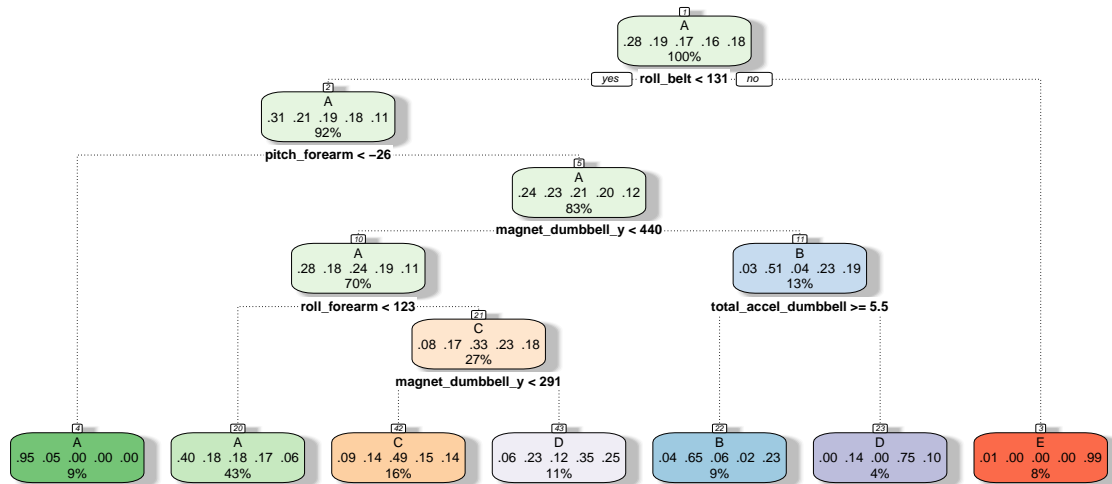 1
A
.28 .19 .17 .16 .18
100%
yes roll_belt < 131 no
2
A
.31 .21 .19 .18 .11
92%
pitch_forearm < −26
5
A
.24 .23 .21 .20 .12
83%
magnet_dumbbell_y < 440
10
A
.28 .18 .24 .19 .11
70%
roll_forearm < 123
11
B
.03 .51 .04 .23 .19
13%
total_accel_dumbbell >= 5.5
21
C
.08 .17 .33 .23 .18
27%
magnet_dumbbell_y < 291
4
A
.95 .05 .00 .00 .00
9%
20
A
.40 .18 .18 .17 .06
43%
42
C
.09 .14 .49 .15 .14
16%
43
D
.06 .23 .12 .35 .25
11%
22
B
.04 .65 .06 .02 .23
9%
23
D
.00 .14 .00 .75 .10
4%
3
E
.01 .00 .00 .00 .99
8%